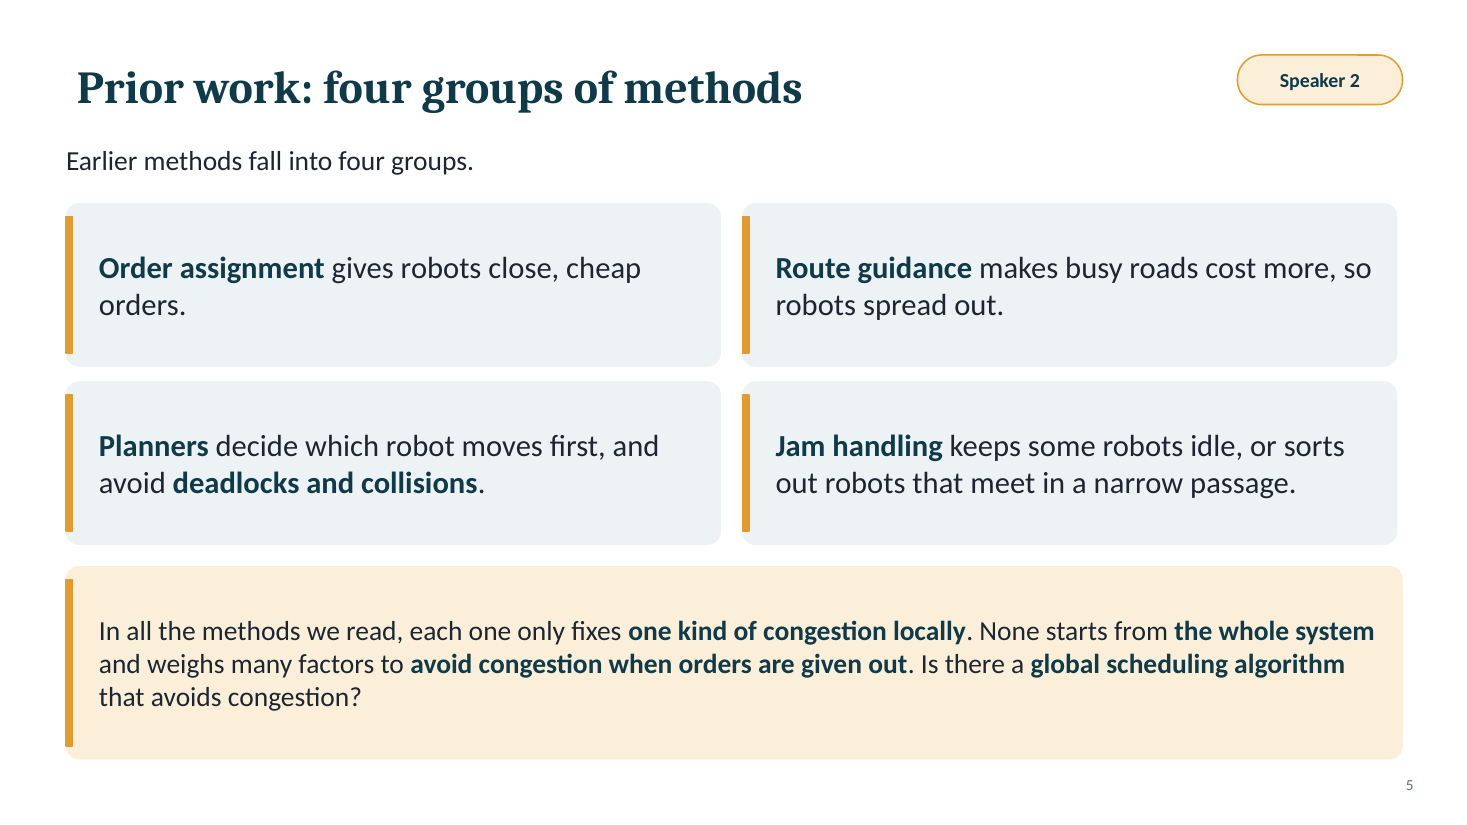 Prior work: four groups of methods
Speaker 2
Earlier methods fall into four groups.
Order assignment gives robots close, cheap
orders.
Route guidance makes busy roads cost more, so
robots spread out.
Planners decide which robot moves first, and
avoid deadlocks and collisions.
Jam handling keeps some robots idle, or sorts
out robots that meet in a narrow passage.
In all the methods we read, each one only fixes one kind of congestion locally. None starts from the whole system
and weighs many factors to avoid congestion when orders are given out. Is there a global scheduling algorithm
that avoids congestion?
5